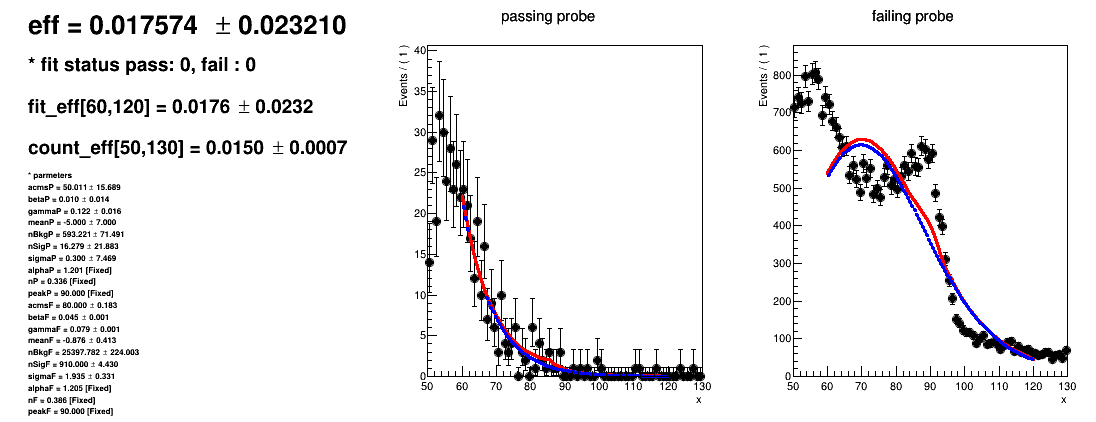 eff = 0.017574 ± 0.023210
* fit status pass: 0, fail : 0
fit_eff[60,120] = 0.0176 ± 0.0232
count_eff[50,130] = 0.0150 ± 0.0007
* parmeters
acmsP = 50.011 ± 15.689
betaP = 0.010 ± 0.014
gammaP = 0.122 ± 0.016
meanP = -5.000 ± 7.000
nBkgP = 593.221 ± 71.491
nSigP = 16.279 ± 21.883
sigmaP = 0.300 ± 7.469
alphaP = 1.201 [Fixed]
nP = 0.336 [Fixed]
peakP = 90.000 [Fixed]
acmsF = 80.000 ± 0.183
betaF = 0.045 ± 0.001
gammaF = 0.079 ± 0.001
meanF = -0.876 ± 0.413
nBkgF = 25397.782 ± 224.003
nSigF = 910.000 ± 4.430
sigmaF = 1.935 ± 0.331
alphaF = 1.205 [Fixed]
nF = 0.386 [Fixed]
peakF = 90.000 [Fixed]
passing probe
Events / ( 1 )
40
35
30
25
20
15
10
5
0
50 60 70 80 90 100 110 120 130
x
failing probe
Events / ( 1 )
800
700
600
500
400
300
200
100
0
50 60 70 80 90 100 110 120 130
x